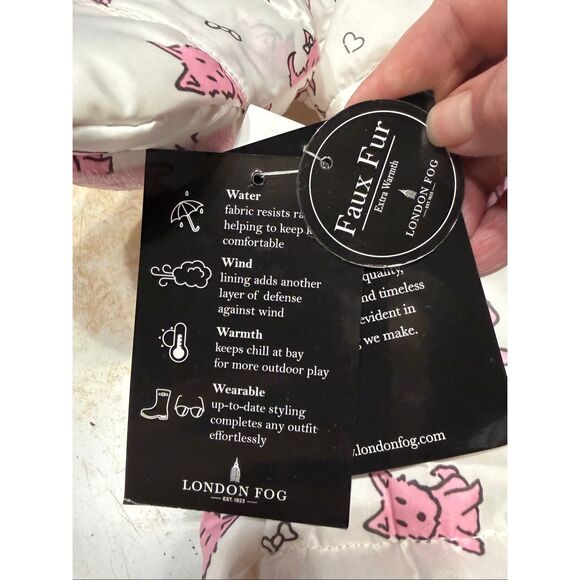 Water
fabric resists
helping to keep
comfortable
Wind
lining adds another
layer of defense
against wind
Warmth
keeps chill at bay
for more outdoor play
Wearable
up-to-date styling
completes any outfit
effortlessly
LONDON FOG
EST. 1923
Faux Fur
Extra Warmth
LONDON FOG
EST. 1923
quality,
nd timeless
evident in
we make.
.londonfog.com